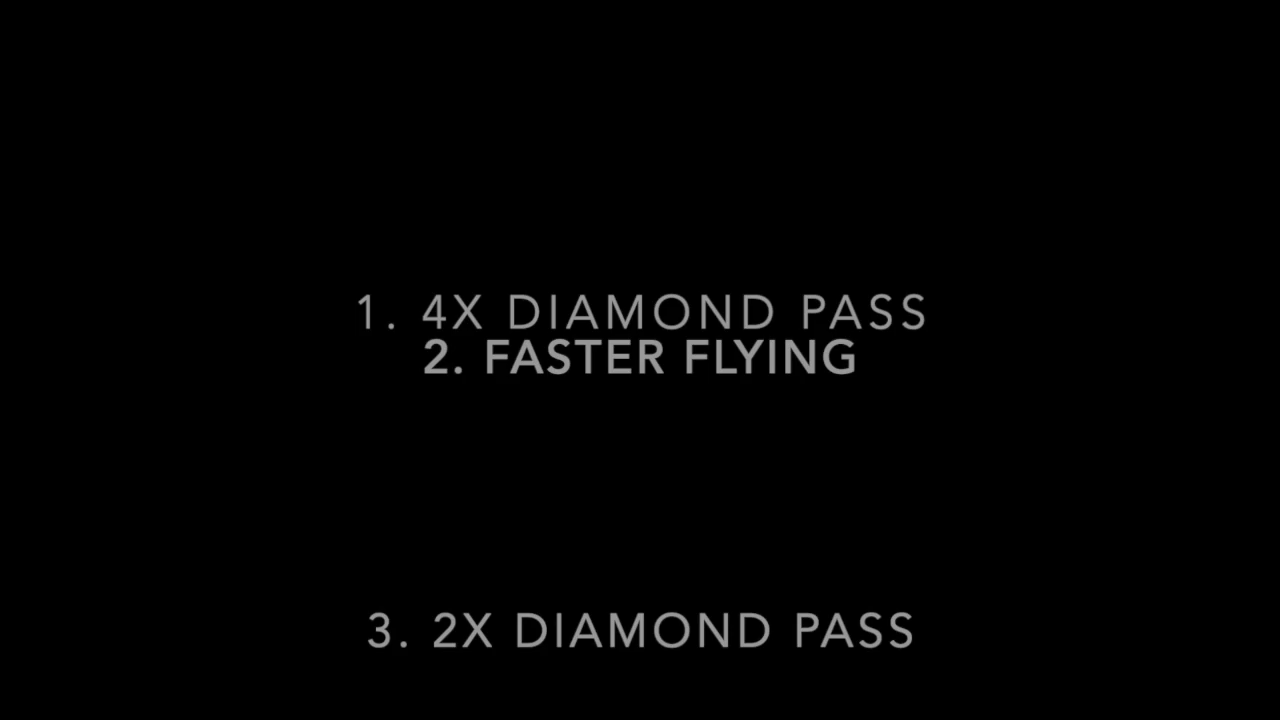 1. 4X DIAMOND PASS
2. FASTER FLYING
3. 2X DIAMOND PASS